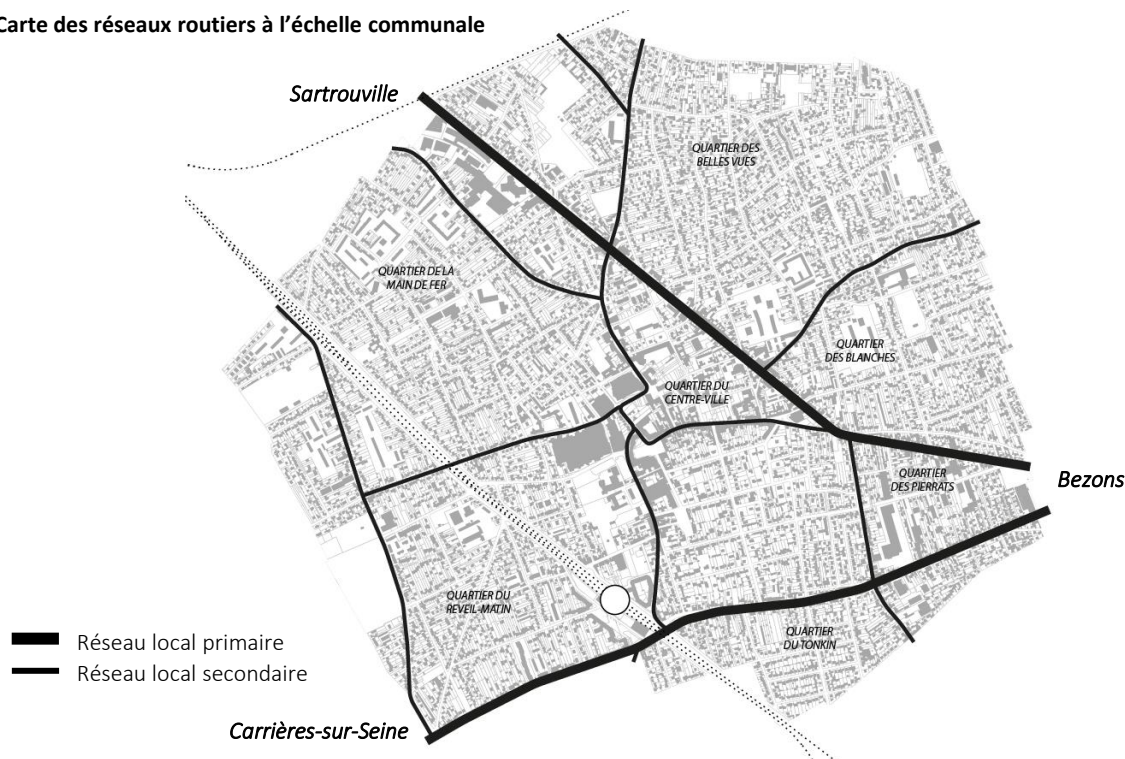 Carte des réseaux routiers à l’échelle communale
Sartrouville
QUARTIER DES
BELLES VUES
QUARTIER DE LA
MAIN DE FER
QUARTIER
DES BLANCHES
QUARTIER DU
CENTRE-VILLE
QUARTIER
DES PIERRATS
Bezons
QUARTIER DU
REVEIL-MATIN
QUARTIER
DU TONKIN
Réseau local primaire
Réseau local secondaire
Carrières-sur-Seine